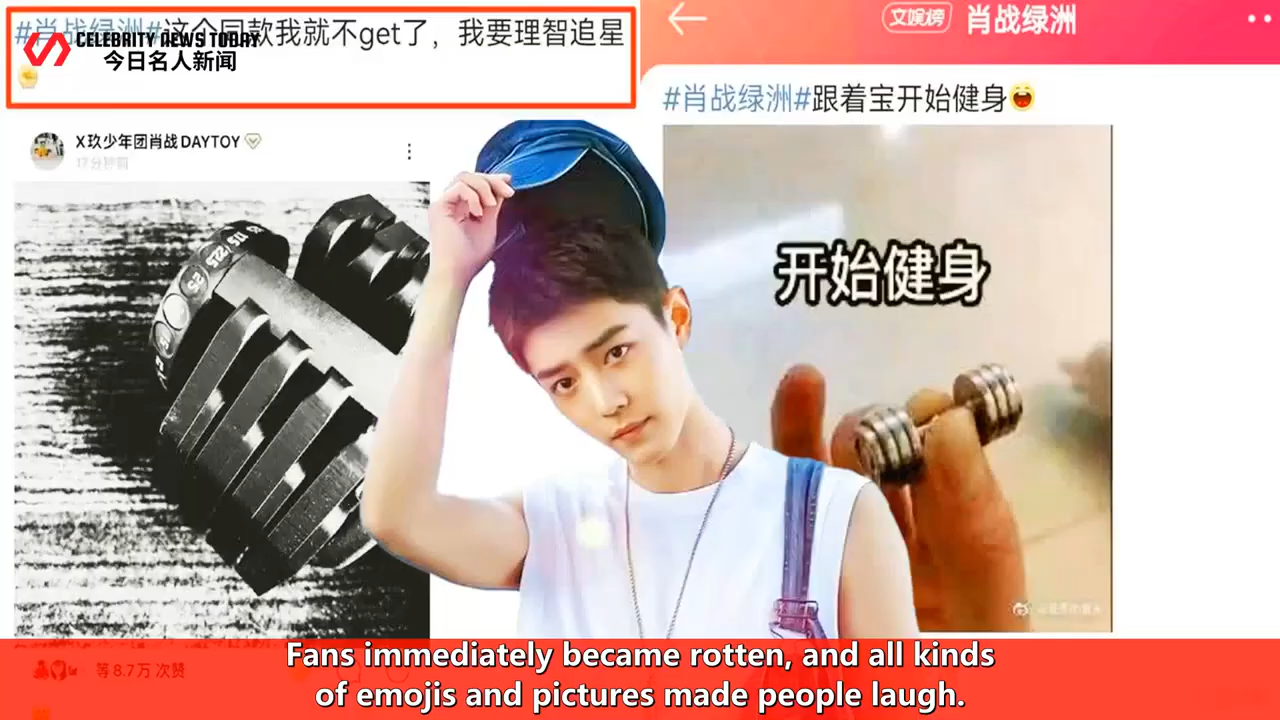 #肖战绿洲#这个同款我就不get了，我要理智追星
CELEBRITY NEWS TODAY
今日名人新闻
X玖少年团肖战DAYTOY
文娱榜 肖战绿洲
#肖战绿洲#跟着宝开始健身
开始健身
等8.7万次赞
Fans immediately became rotten, and all kinds
of emojis and pictures made people laugh.